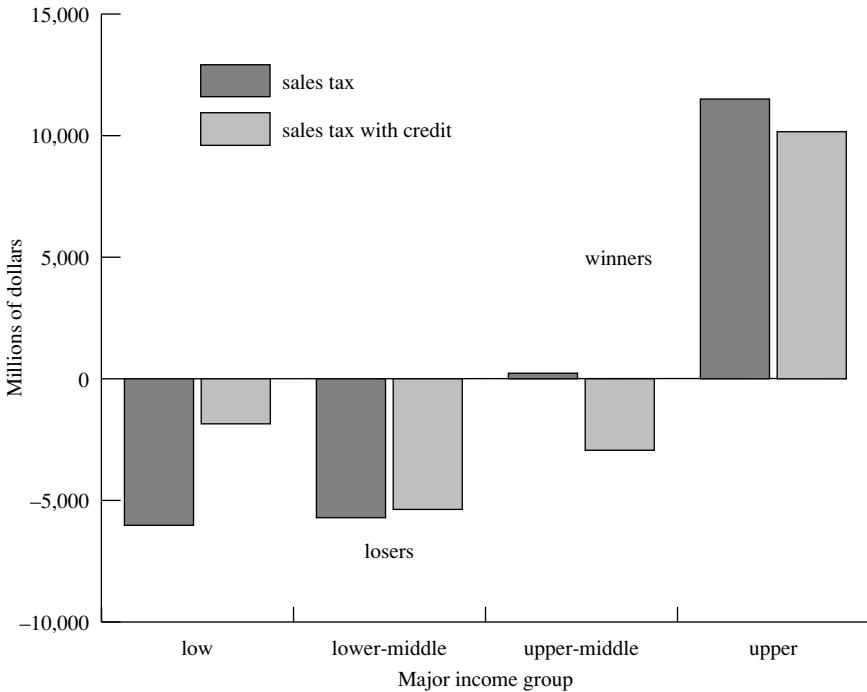 15,000
sales tax
10,000
sales tax with credit
5,000
winners
Millions of dollars
0
–5,000
losers
–10,000
low lower-middle upper-middle upper
Major income group